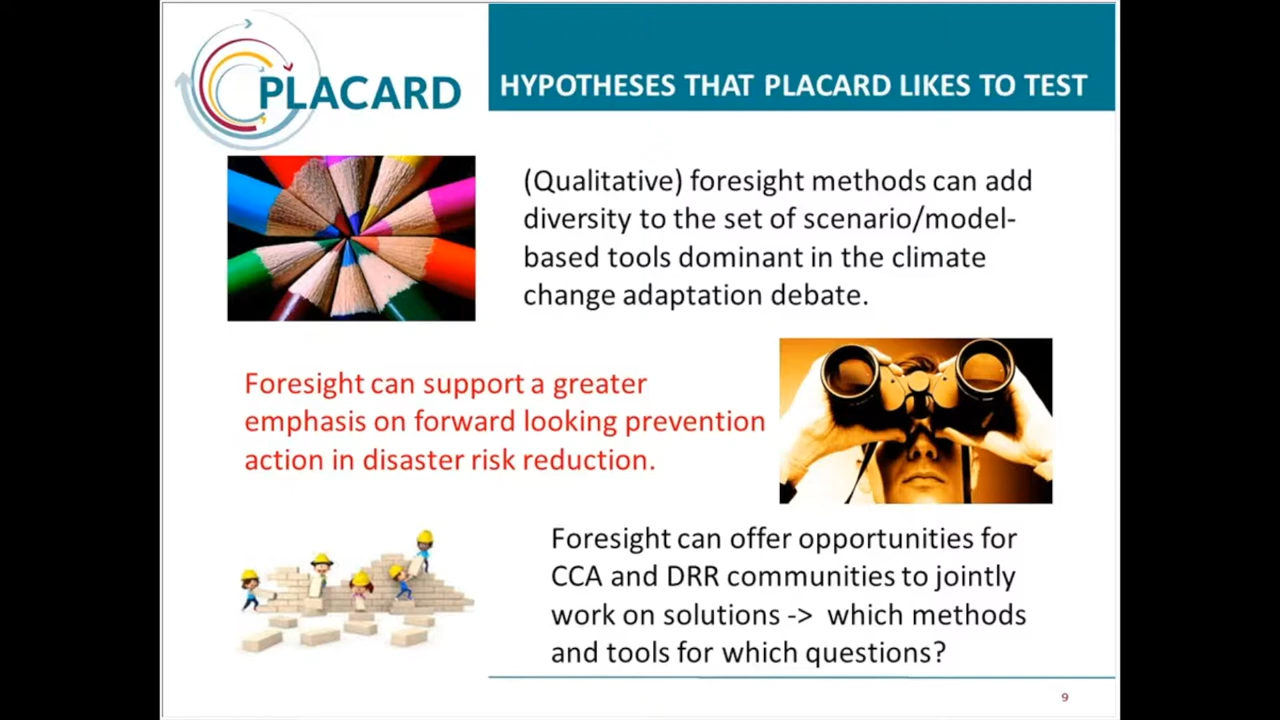 PLACARD
HYPOTHESES THAT PLACARD LIKES TO TEST
(Qualitative) foresight methods can add
diversity to the set of scenario/model-
based tools dominant in the climate
change adaptation debate.
Foresight can support a greater
emphasis on forward looking prevention
action in disaster risk reduction.
Foresight can offer opportunities for
CCA and DRR communities to jointly
work on solutions -> which methods
and tools for which questions?
9